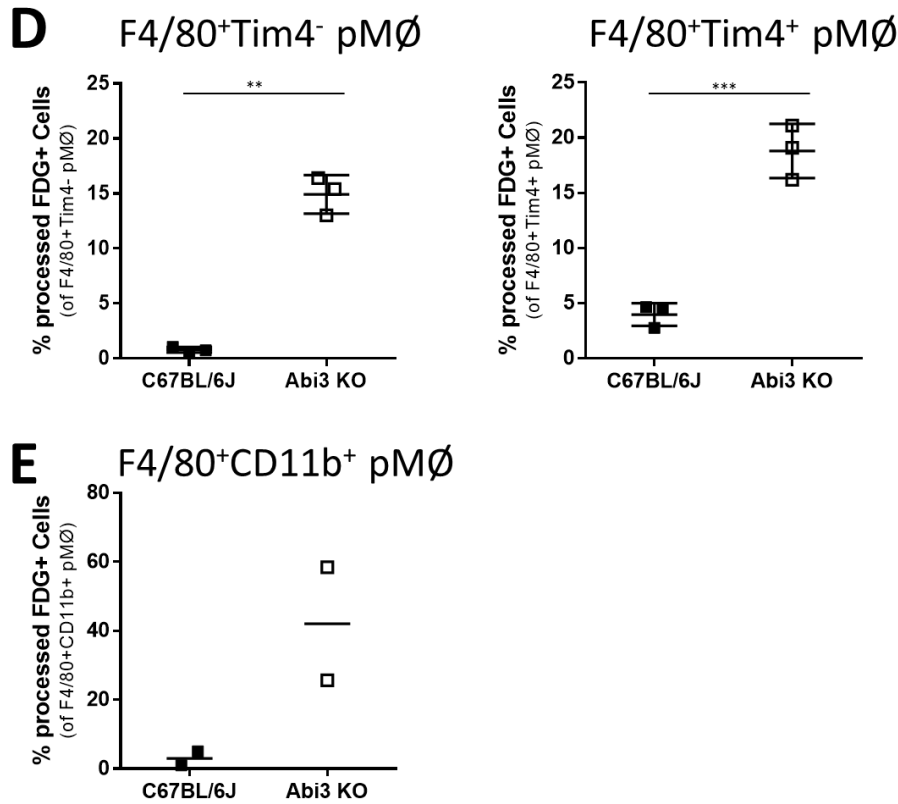 D
F4/80⁺Tim4⁻ pMØ
% processed FDG+ Cells
(of F4/80+Tim4- pMØ)
25
20
15
10
5
0
**
C67BL/6J Abi3 KO
F4/80⁺Tim4⁺ pMØ
% processed FDG+ Cells
(of F4/80+Tim4+ pMØ)
25
20
15
10
5
0
***
C67BL/6J Abi3 KO
E
F4/80⁺CD11b⁺ pMØ
% processed FDG+ Cells
(of F4/80+CD11b+ pMØ)
80
60
40
20
0
C67BL/6J Abi3 KO